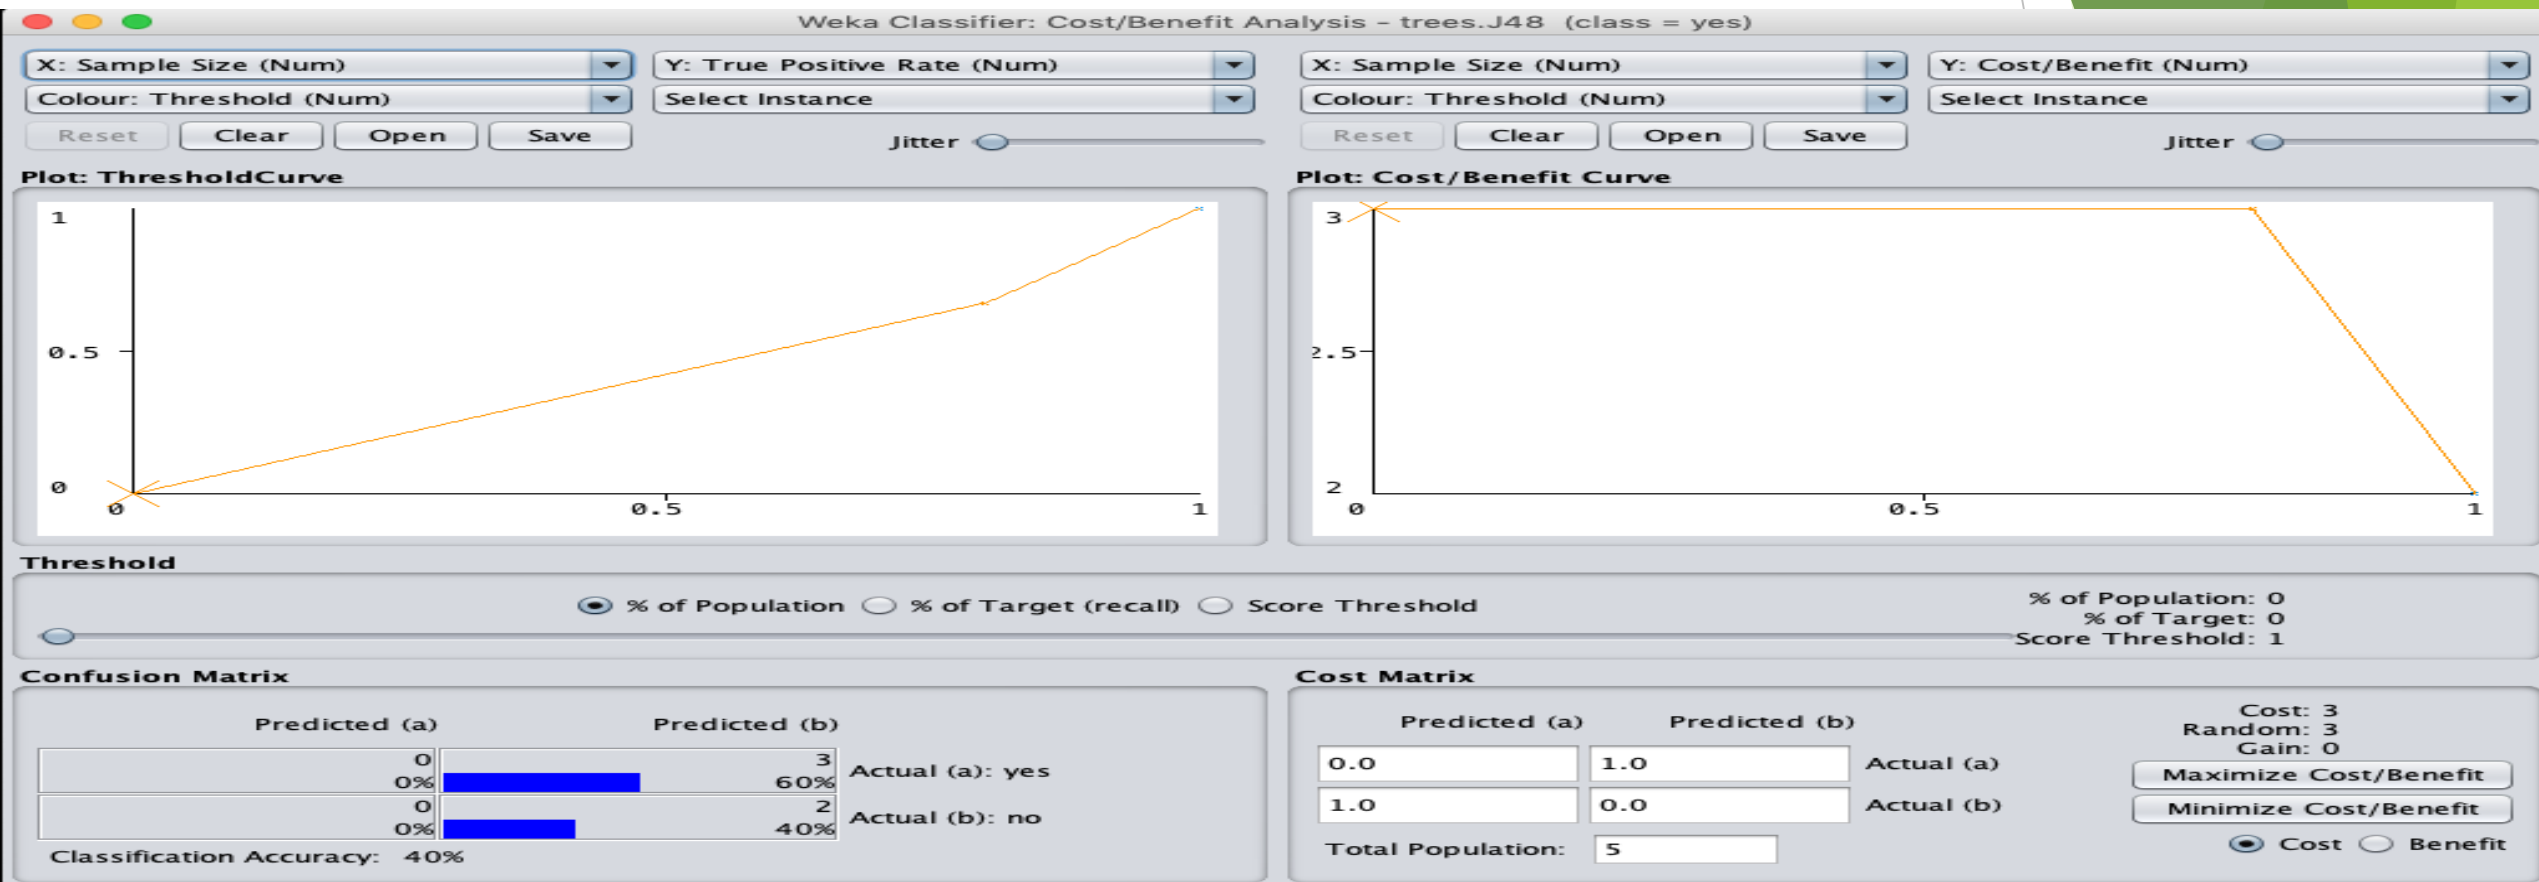 Weka Classifier: Cost/Benefit Analysis - trees.J48 (class = yes)
X: Sample Size (Num)
Y: True Positive Rate (Num)
X: Sample Size (Num)
Y: Cost/Benefit (Num)
Colour: Threshold (Num)
Select Instance
Colour: Threshold (Num)
Select Instance
Reset Clear Open Save
Jitter
Reset Clear Open Save
Jitter
Plot: ThresholdCurve
1
0.5
0
0 0.5 1
Plot: Cost/Benefit Curve
3
2.5
2
0 0.5 1
Threshold
% of Population % of Target (recall) Score Threshold
% of Population: 0
% of Target: 0
Score Threshold: 1
Confusion Matrix
Predicted (a) Predicted (b)
0 3
0% 60% Actual (a): yes
0 2
0% 40% Actual (b): no
Classification Accuracy: 40%
Cost Matrix
Predicted (a) Predicted (b)
0.0 1.0 Actual (a)
1.0 0.0 Actual (b)
Total Population: 5
Cost: 3
Random: 3
Gain: 0
Maximize Cost/Benefit
Minimize Cost/Benefit
Cost Benefit